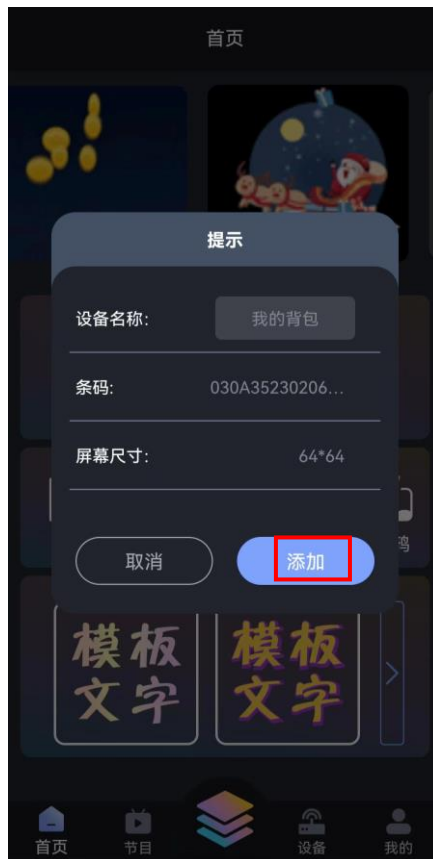 首页
提示
设备名称: 我的背包
条码: 030A35230206...
屏幕尺寸: 64*64
取消 添加
鸡
模板 模板
文字 文字
首页 节目 设备 我的